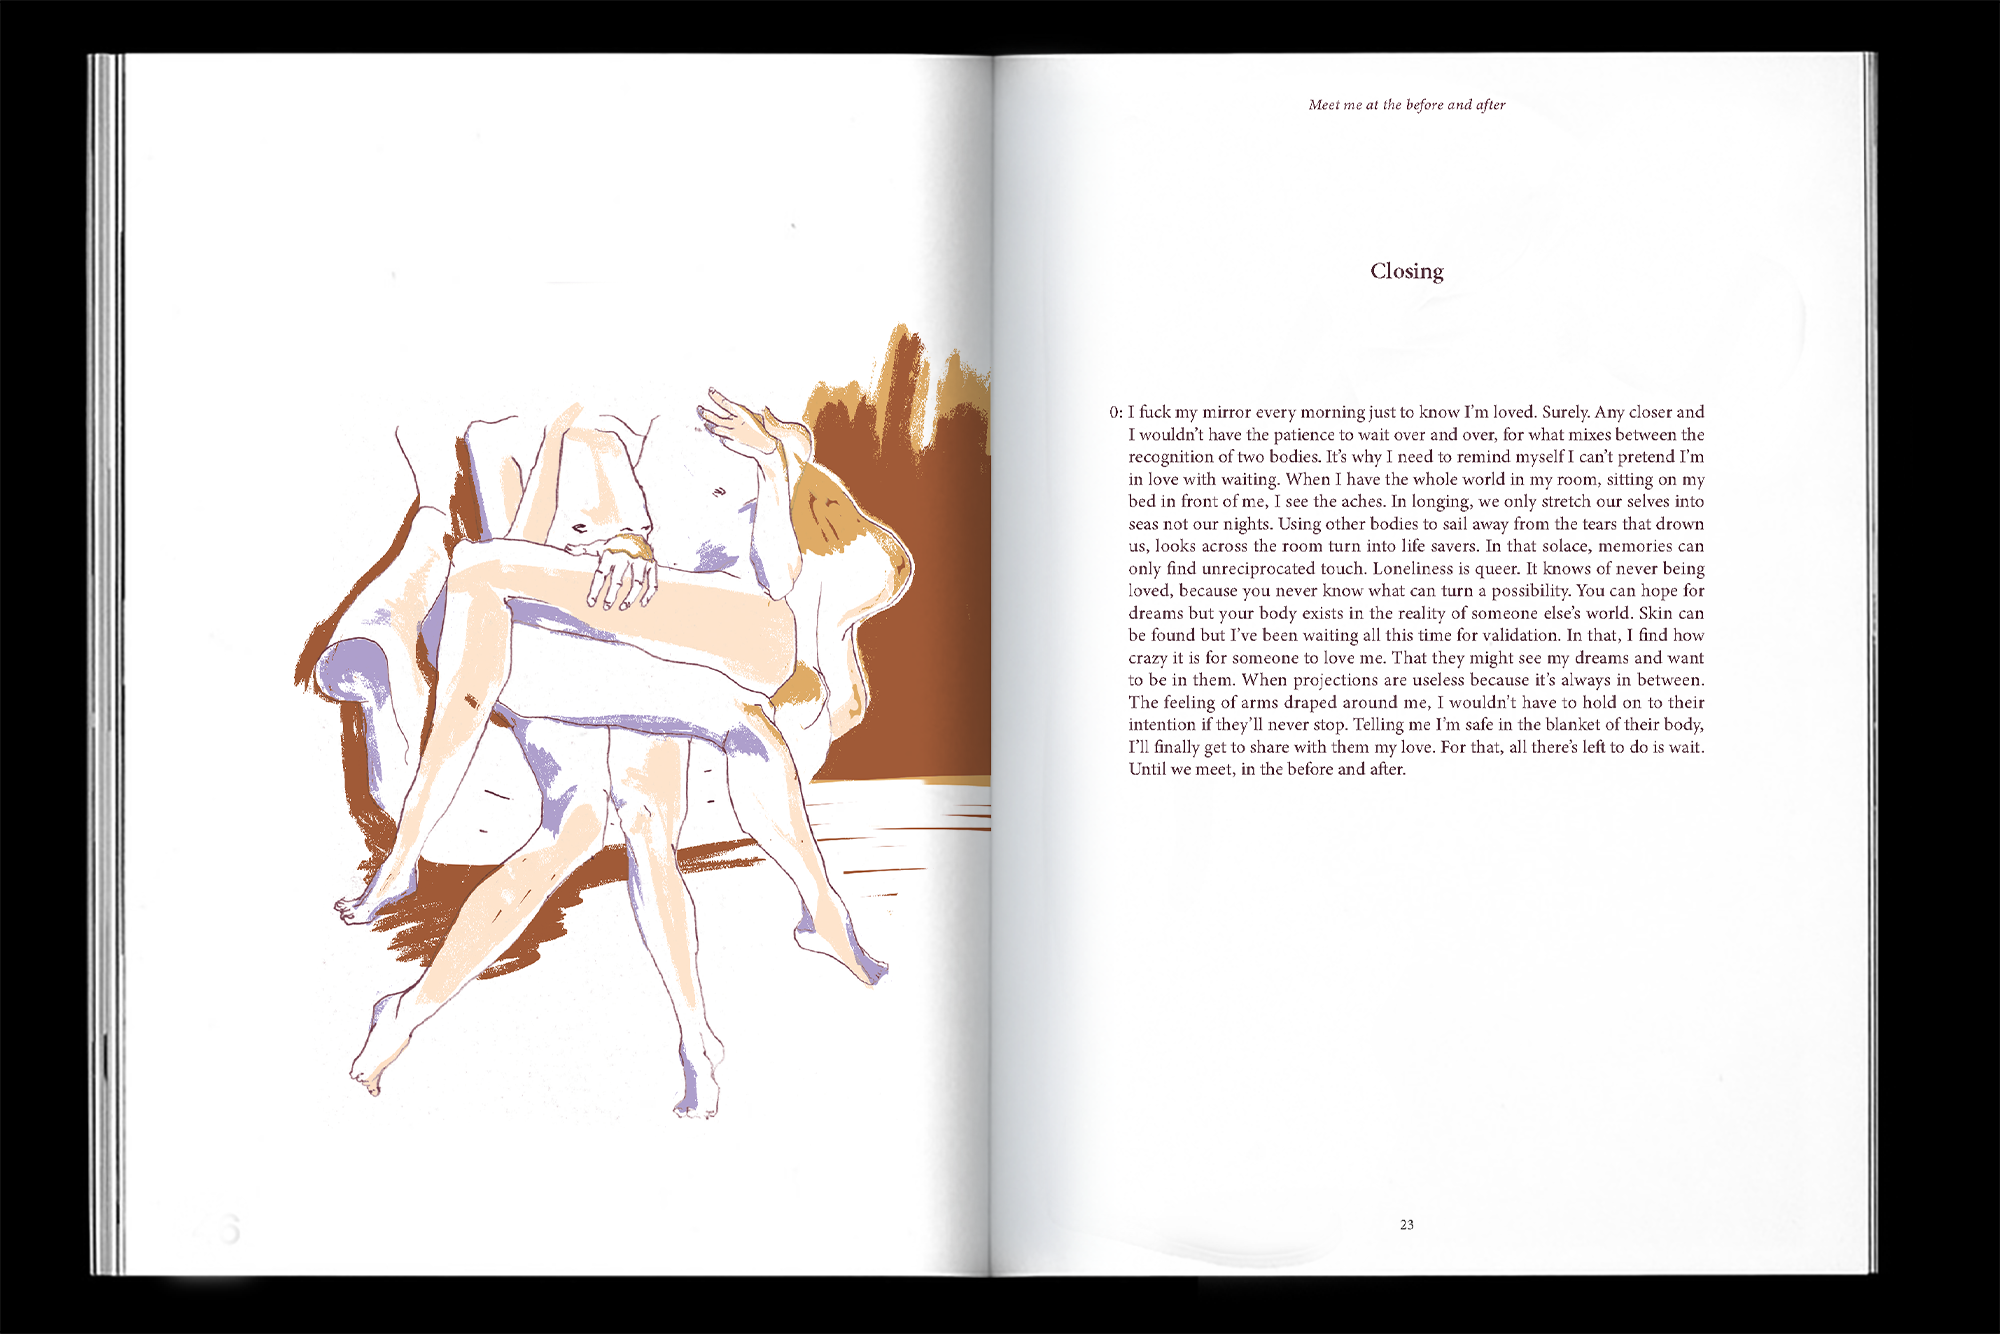 Meet me at the before and after
Closing
0: I fuck my mirror every morning just to know I'm loved. Surely. Any closer and
I wouldn't have the patience to wait over and over, for what mixes between the
recognition of two bodies. It's why I need to remind myself I can't pretend I'm
in love with waiting. When I have the whole world in my room, sitting on my
bed in front of me, I see the aches. In longing, we only stretch our selves into
seas not our nights. Using other bodies to sail away from the tears that drown
us, looks across the room turn into life savers. In that solace, memories can
only find unreciprocated touch. Loneliness is queer. It knows of never being
loved, because you never know what can turn a possibility. You can hope for
dreams but your body exists in the reality of someone else's world. Skin can
be found but I've been waiting all this time for validation. In that, I find how
crazy it is for someone to love me. That they might see my dreams and want
to be in them. When projections are useless because it's always in between.
The feeling of arms draped around me, I wouldn't have to hold on to their
intention if they'll never stop. Telling me I'm safe in the blanket of their body,
I'll finally get to share with them my love. For that, all there's left to do is wait.
Until we meet, in the before and after.
23